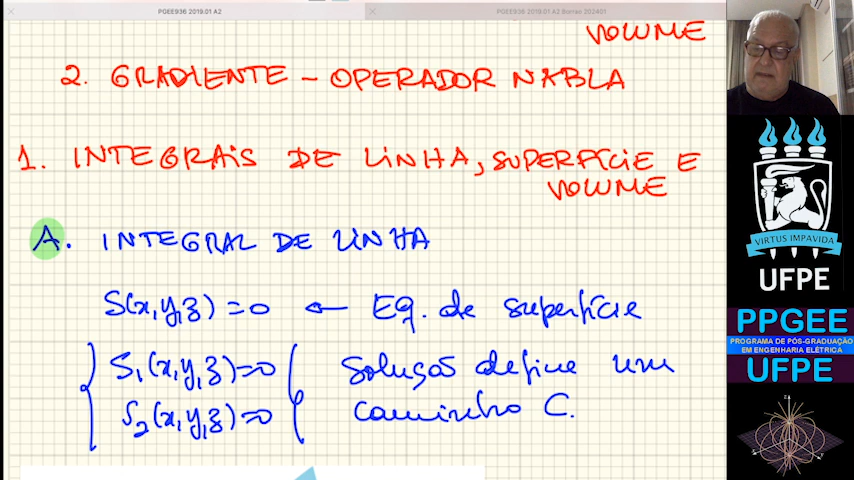 PGEE936 2019.01 A2
PGEE936 2019.01 A2 Borrao 202401
VOLUME
2. GRADIENTE - OPERADOR NABLA
1. INTEGRAIS DE LINHA, SUPERFÍCIE E
VOLUME
A. INTEGRAL DE LINHA
S(x,y,z)=0 ← Eq. de superfície
S₁(x,y,z)=0 Solução define um
S₂(x,y,z)=0 caminho C.
VIRTUS IMPAVIDA
UFPE
PPGEE
PROGRAMA DE PÓS-GRADUAÇÃO
EM ENGENHARIA ELÉTRICA
UFPE